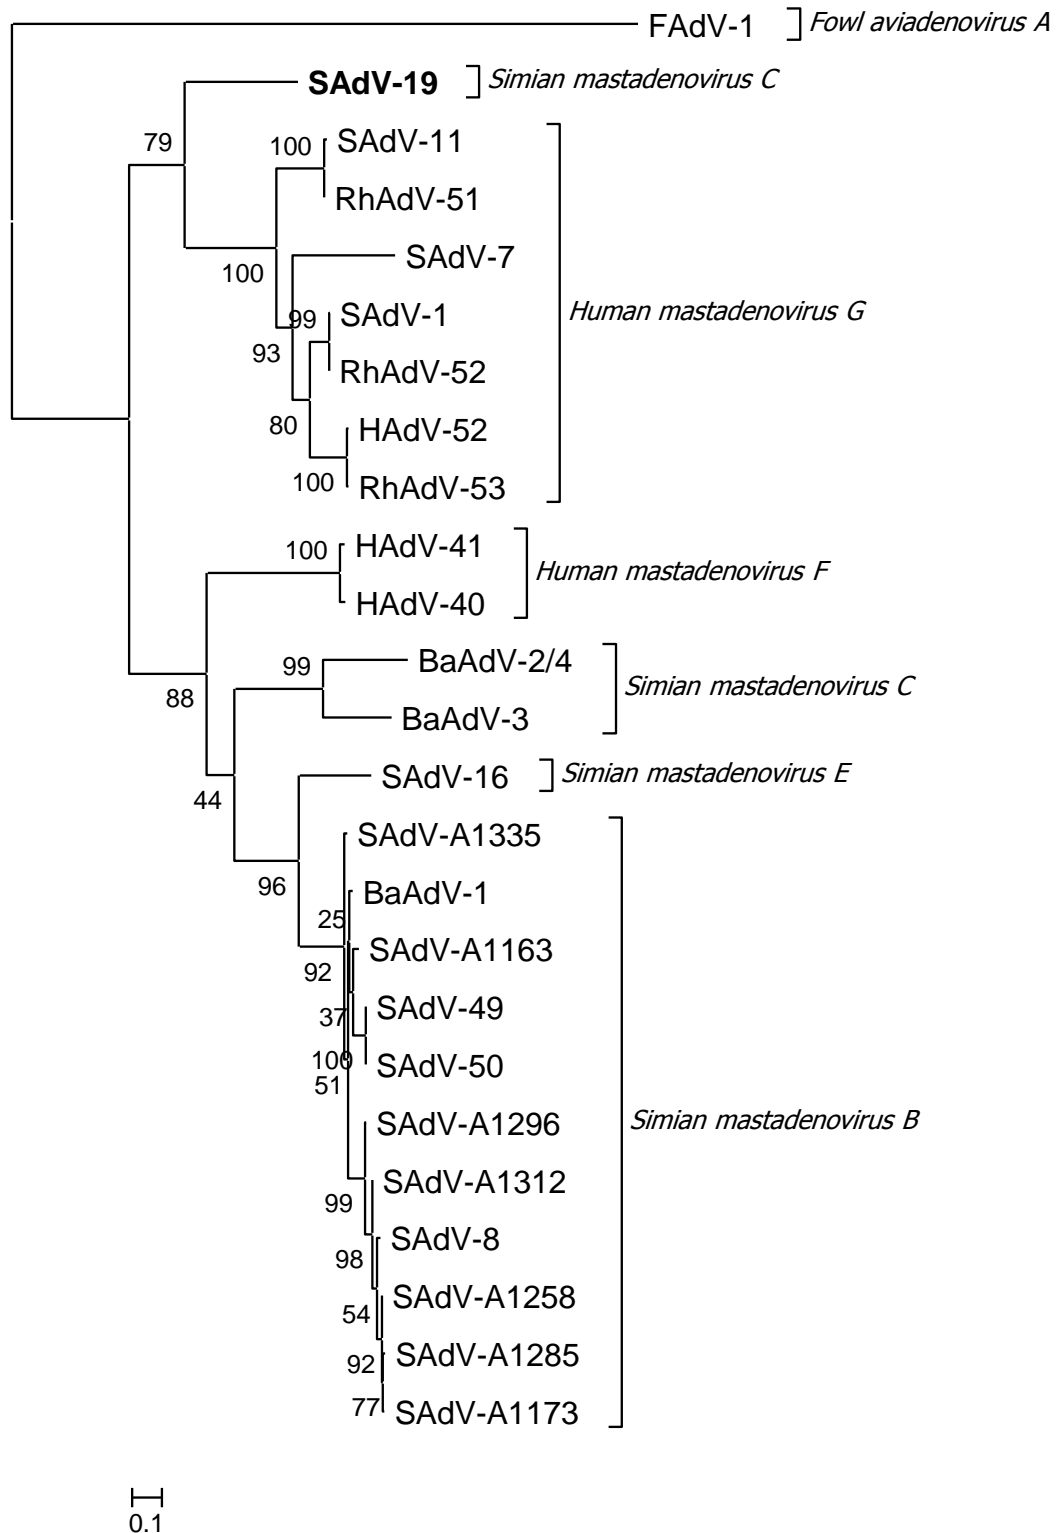 FAdV-1 Fowl aviadenovirus A
SAdV-19 Simian mastadenovirus C
79
100 SAdV-11
RhAdV-51
SAdV-7
100
99 SAdV-1
Human mastadenovirus G
93
RhAdV-52
80
HAdV-52
100 RhAdV-53
100 HAdV-41
Human mastadenovirus F
HAdV-40
99 BaAdV-2/4
88
Simian mastadenovirus C
BaAdV-3
SAdV-16 Simian mastadenovirus E
44
SAdV-A1335
96
BaAdV-1
25
SAdV-A1163
92
37 SAdV-49
100 SAdV-50
51
SAdV-A1296
Simian mastadenovirus B
SAdV-A1312
99
SAdV-8
98
SAdV-A1258
54
92 SAdV-A1285
77 SAdV-A1173
0.1